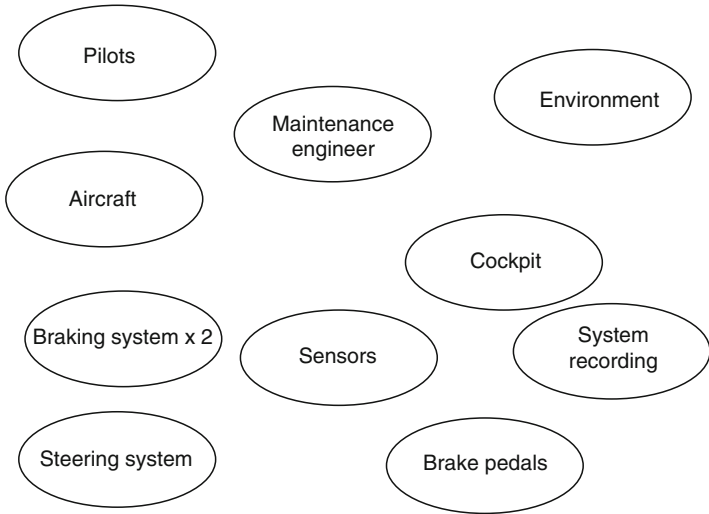 Pilots
Maintenance
engineer
Environment
Aircraft
Cockpit
Braking system x 2
Sensors
System
recording
Steering system
Brake pedals